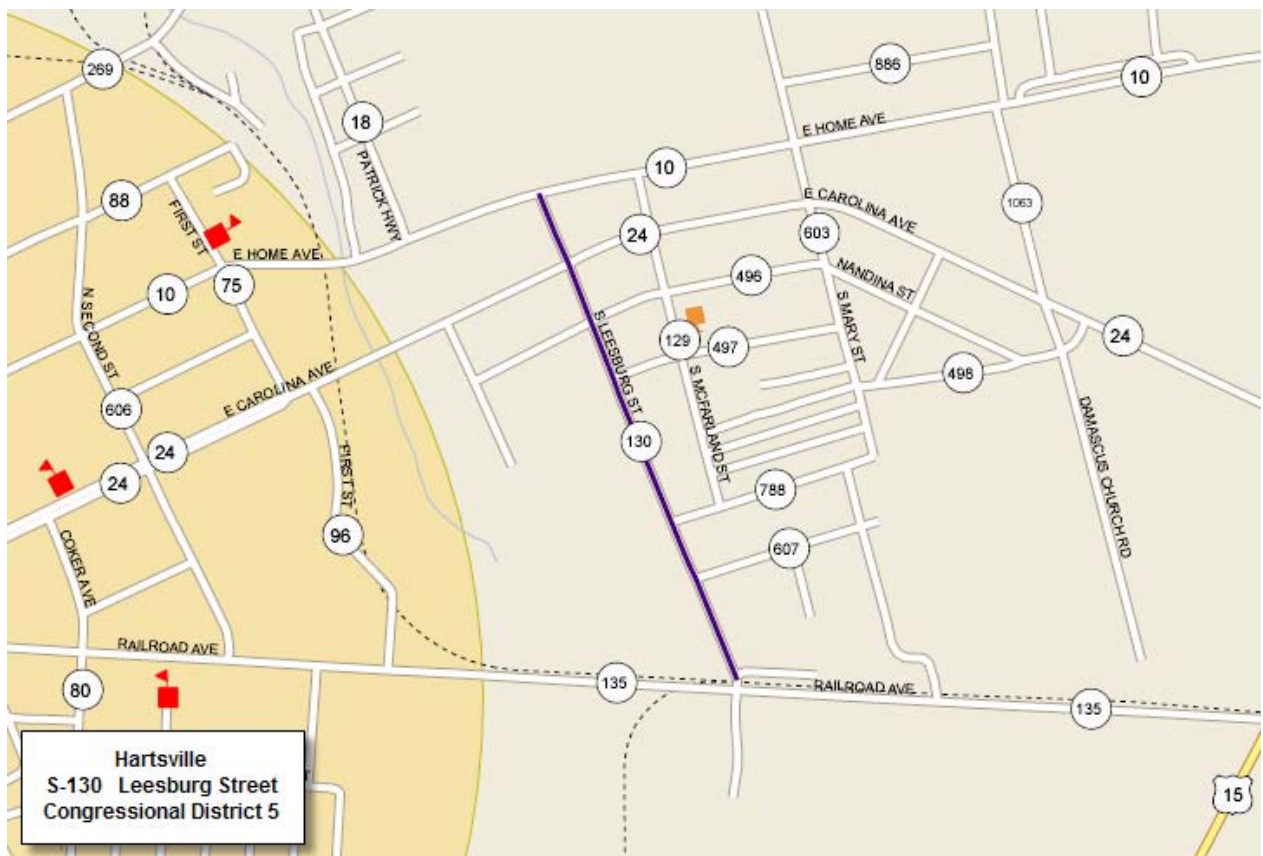 269
886
10
18
E HOME AVE
PATRICK HWY
10
88
FIRST ST
E CAROLINA AVE
1063
24
603
E HOME AVE
496
NANDINA ST
75
10
N SECOND ST
S LEESBURG ST
129
497
S MARY ST
24
498
E CAROLINA AVE
606
S MCFARLAND ST
DAMASCUS CHURCH RD
130
24
24
FIRST ST
788
96
607
COKER AVE
RAILROAD AVE
80
135
RAILROAD AVE
135
15
Hartsville
S-130 Leesburg Street
Congressional District 5